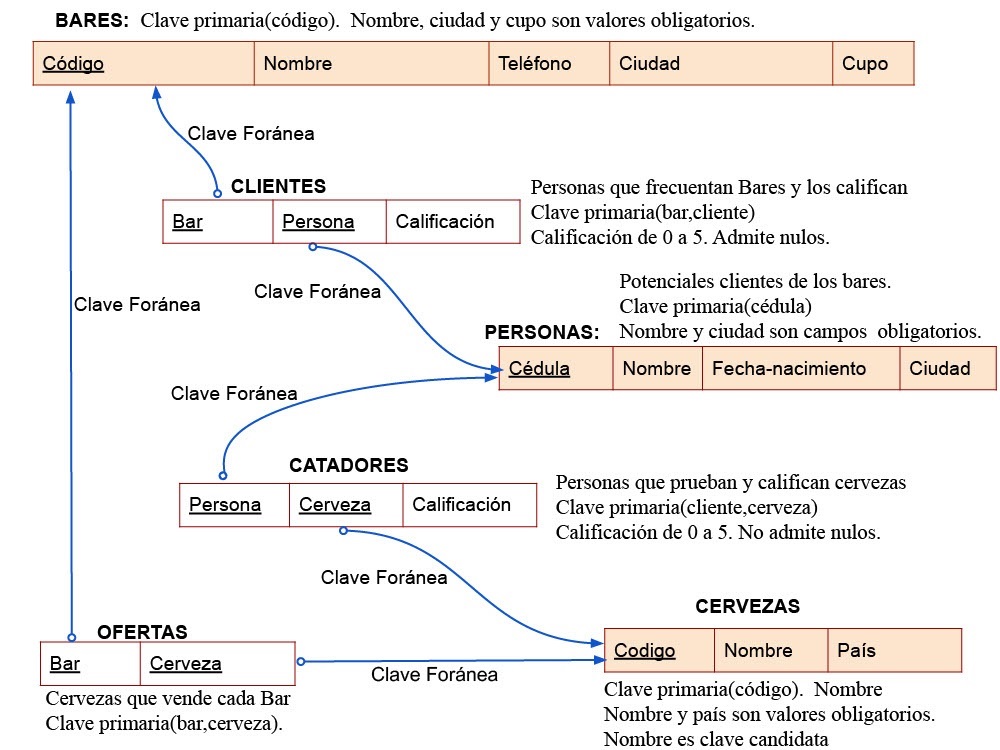 BARES: Clave primaria(código). Nombre, ciudad y cupo son valores obligatorios.
Código Nombre Teléfono Ciudad Cupo
Clave Foránea
CLIENTES
Bar Persona Calificación
Personas que frecuentan Bares y los califican
Clave primaria(bar,cliente)
Calificación de 0 a 5. Admite nulos.
Clave Foránea
Clave Foránea
Potenciales clientes de los bares.
Clave primaria(cédula)
PERSONAS: Nombre y ciudad son campos obligatorios.
Cédula Nombre Fecha-nacimiento Ciudad
Clave Foránea
CATADORES
Persona Cerveza Calificación
Personas que prueban y califican cervezas
Clave primaria(cliente,cerveza)
Calificación de 0 a 5. No admite nulos.
Clave Foránea
OFERTAS
Bar Cerveza
Cervezas que vende cada Bar
Clave primaria(bar,cerveza).
Clave Foránea
CERVEZAS
Codigo Nombre País
Clave primaria(código). Nombre
Nombre y país son valores obligatorios.
Nombre es clave candidata